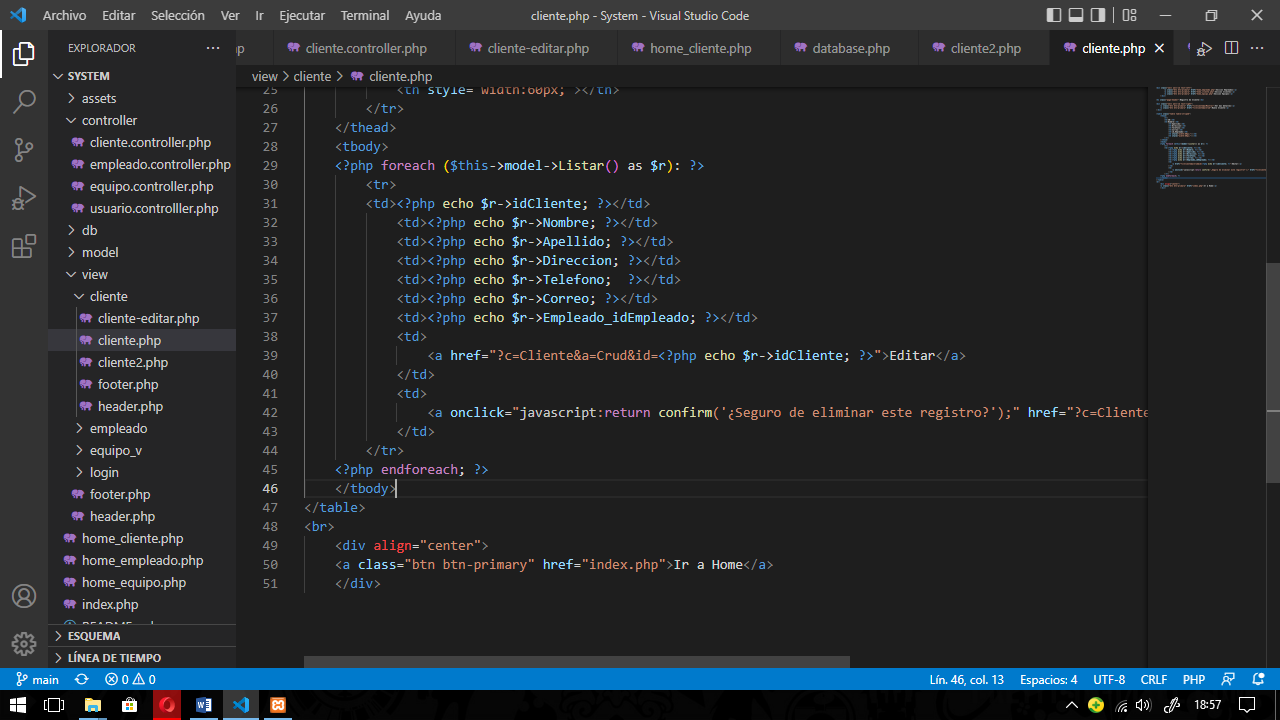 Archivo Editar Selección Ver Ir Ejecutar Terminal Ayuda
cliente.php - System - Visual Studio Code
EXPLORADOR
SYSTEM
assets
controller
cliente.controller.php
empleado.controller.php
equipo.controller.php
usuario.controlller.php
db
model
view
cliente
cliente-editar.php
cliente.php
cliente2.php
footer.php
header.php
empleado
equipo_v
login
footer.php
header.php
home_cliente.php
home_empleado.php
home_equipo.php
index.php
ESQUEMA
LÍNEA DE TIEMPO
cliente.controller.php cliente-editar.php home_cliente.php database.php cliente2.php cliente.php
view > cliente > cliente.php
25 <th style="width:60px;"></th>
26 </tr>
27 </thead>
28 <tbody>
29 <?php foreach ($this->model->Listar() as $r): ?>
30 <tr>
31 <td><?php echo $r->idCliente; ?></td>
32 <td><?php echo $r->Nombre; ?></td>
33 <td><?php echo $r->Apellido; ?></td>
34 <td><?php echo $r->Direccion; ?></td>
35 <td><?php echo $r->Telefono;  ?></td>
36 <td><?php echo $r->Correo; ?></td>
37 <td><?php echo $r->Empleado_idEmpleado; ?></td>
38 <td>
39 <a href="?c=Cliente&a=Crud&id=<?php echo $r->idCliente; ?>">Editar</a>
40 </td>
41 <td>
42 <a onclick="javascript:return confirm('¿Seguro de eliminar este registro?');" href="?c=Cliente
43 </td>
44 </tr>
45 <?php endforeach; ?>
46 </tbody>
47 </table>
48 <br>
49 <div align="center">
50 <a class="btn btn-primary" href="index.php">Ir a Home</a>
51 </div>
main 0 0 Lín. 46, col. 13 Espacios: 4 UTF-8 CRLF PHP
18:57